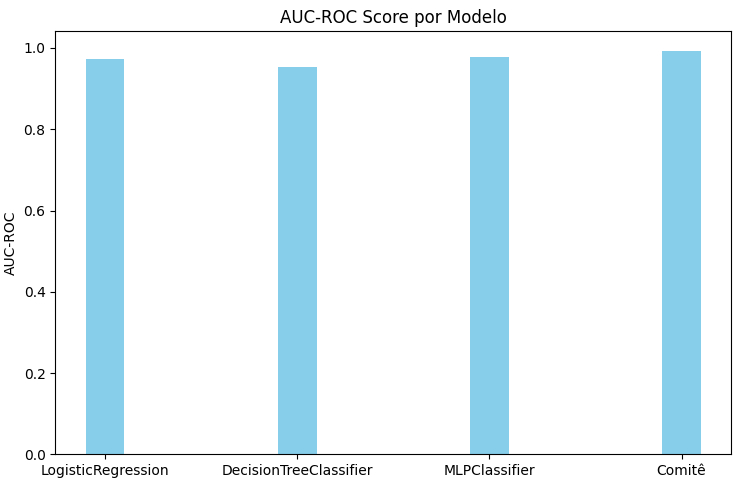 AUC-ROC Score por Modelo
AUC-ROC
1.0
0.8
0.6
0.4
0.2
0.0
LogisticRegression DecisionTreeClassifier MLPClassifier Comitê